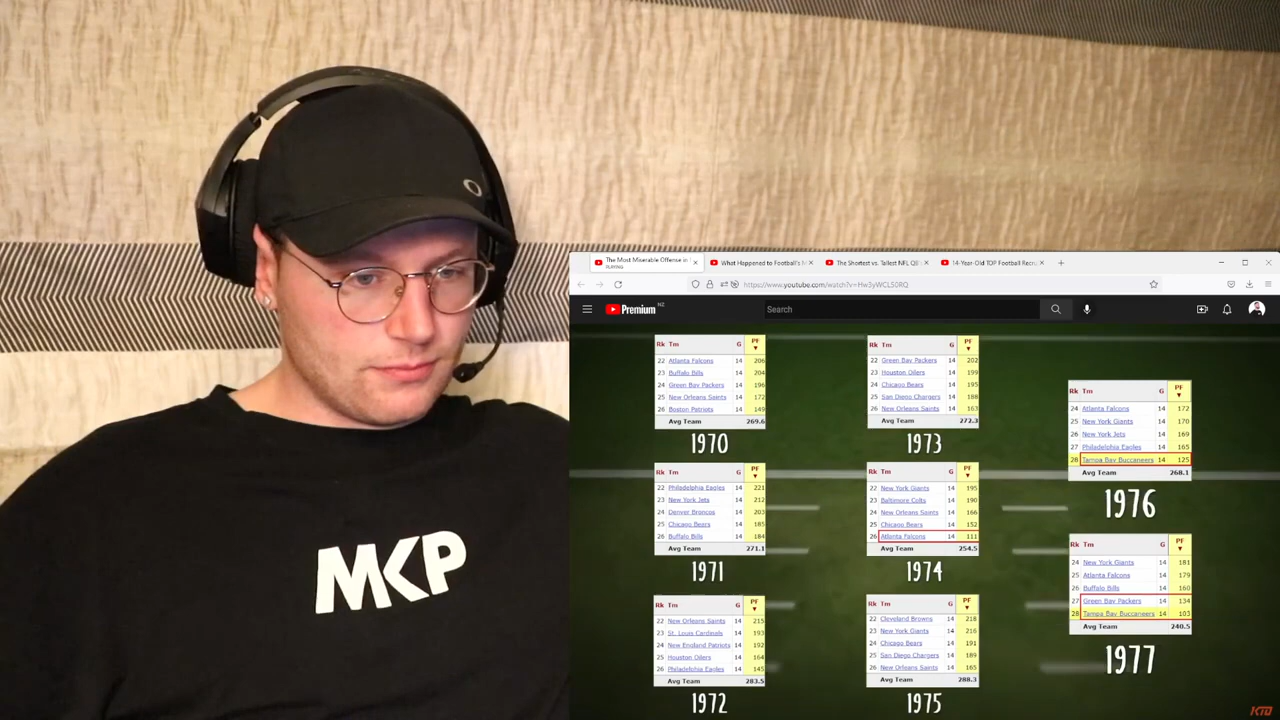 MKP
The Most Miserable Offense in
PLAYING
What Happened to Football's M
The Shortest vs. Tallest NFL QB
14-Year-Old TOP Football Recru
https://www.youtube.com/watch?v=Hw3yWCLS0RQ
Premium NZ
Search
Rk Tm G PF
22 Atlanta Falcons 14 206
23 Buffalo Bills 14 204
24 Green Bay Packers 14 196
25 New Orleans Saints 14 172
26 Boston Patriots 14 149
Avg Team 269.6
1970
Rk Tm G PF
22 Philadelphia Eagles 14 221
23 New York Jets 14 212
24 Denver Broncos 14 203
25 Chicago Bears 14 185
26 Buffalo Bills 14 184
Avg Team 271.1
1971
Rk Tm G PF
22 New Orleans Saints 14 215
23 St. Louis Cardinals 14 193
24 New England Patriots 14 192
25 Houston Oilers 14 164
26 Philadelphia Eagles 14 145
Avg Team 283.5
1972
Rk Tm G PF
22 Green Bay Packers 14 202
23 Houston Oilers 14 199
24 Chicago Bears 14 195
25 San Diego Chargers 14 188
26 New Orleans Saints 14 163
Avg Team 272.3
1973
Rk Tm G PF
22 New York Giants 14 195
23 Baltimore Colts 14 190
24 New Orleans Saints 14 166
25 Chicago Bears 14 152
26 Atlanta Falcons 14 111
Avg Team 254.5
1974
Rk Tm G PF
22 Cleveland Browns 14 218
23 New York Giants 14 216
24 Chicago Bears 14 191
25 San Diego Chargers 14 189
26 New Orleans Saints 14 165
Avg Team 288.3
1975
Rk Tm G PF
24 Atlanta Falcons 14 172
25 New York Giants 14 170
26 New York Jets 14 169
27 Philadelphia Eagles 14 165
28 Tampa Bay Buccaneers 14 125
Avg Team 268.1
1976
Rk Tm G PF
24 New York Giants 14 181
25 Atlanta Falcons 14 179
26 Buffalo Bills 14 160
27 Green Bay Packers 14 134
28 Tampa Bay Buccaneers 14 103
Avg Team 240.5
1977
KTO